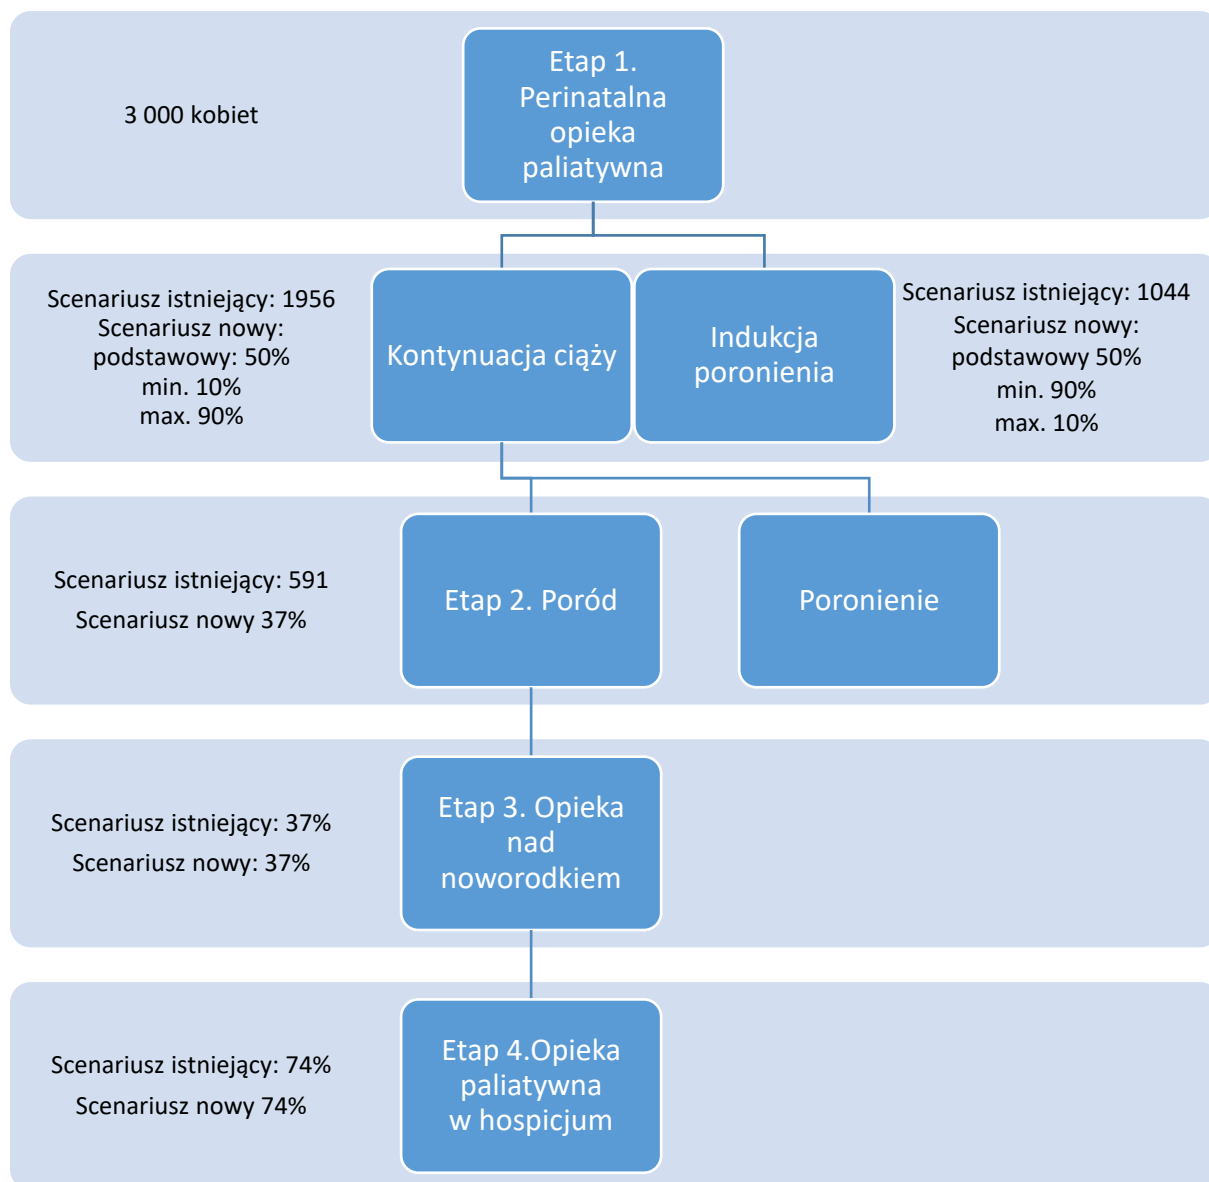 3 000 kobiet
Etap 1.
Perinatalna
opieka
paliatywna
Scenariusz istniejący: 1956
Scenariusz nowy:
podstawowy: 50%
min. 10%
max. 90%
Kontynuacja ciąży
Indukcja
poronienia
Scenariusz istniejący: 1044
Scenariusz nowy:
podstawowy 50%
min. 90%
max. 10%
Scenariusz istniejący: 591
Scenariusz nowy 37%
Etap 2. Poród
Poronienie
Scenariusz istniejący: 37%
Scenariusz nowy: 37%
Etap 3. Opieka
nad
noworodkiem
Scenariusz istniejący: 74%
Scenariusz nowy 74%
Etap 4.Opieka
paliatywna
w hospicjum